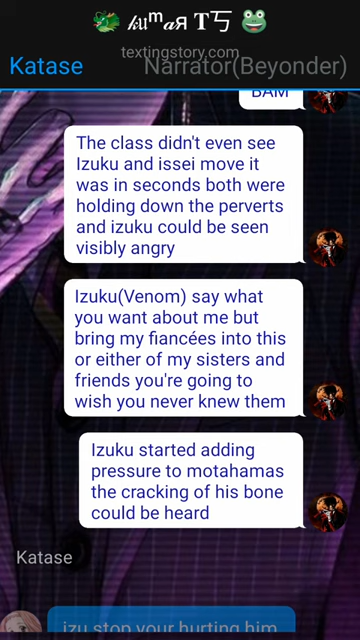 🐲 𝓴u^mая T丂 🐸
textingstory.com
Katase Narrator(Beyonder)
BAM
The class didn't even see
Izuku and issei move it
was in seconds both were
holding down the perverts
and izuku could be seen
visibly angry
Izuku(Venom) say what
you want about me but
bring my fiancées into this
or either of my sisters and
friends you're going to
wish you never knew them
Izuku started adding
pressure to motahamas
the cracking of his bone
could be heard
Katase
izu stop your hurting him